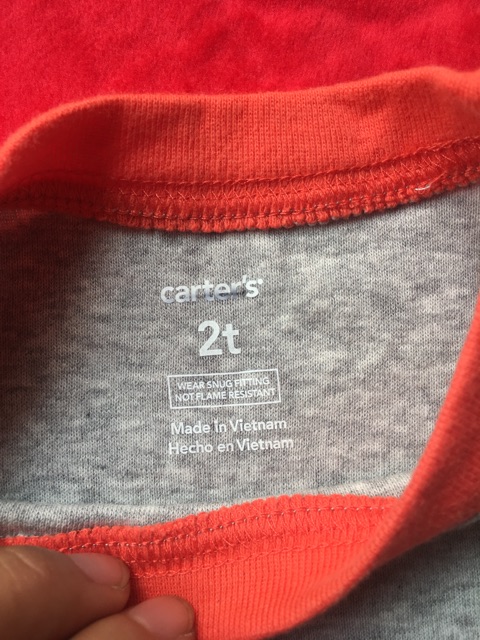 carter's
2t
WEAR SNUG FITTING
NOT FLAME RESISTANT
Made In Vietnam
Hecho en Vietnam